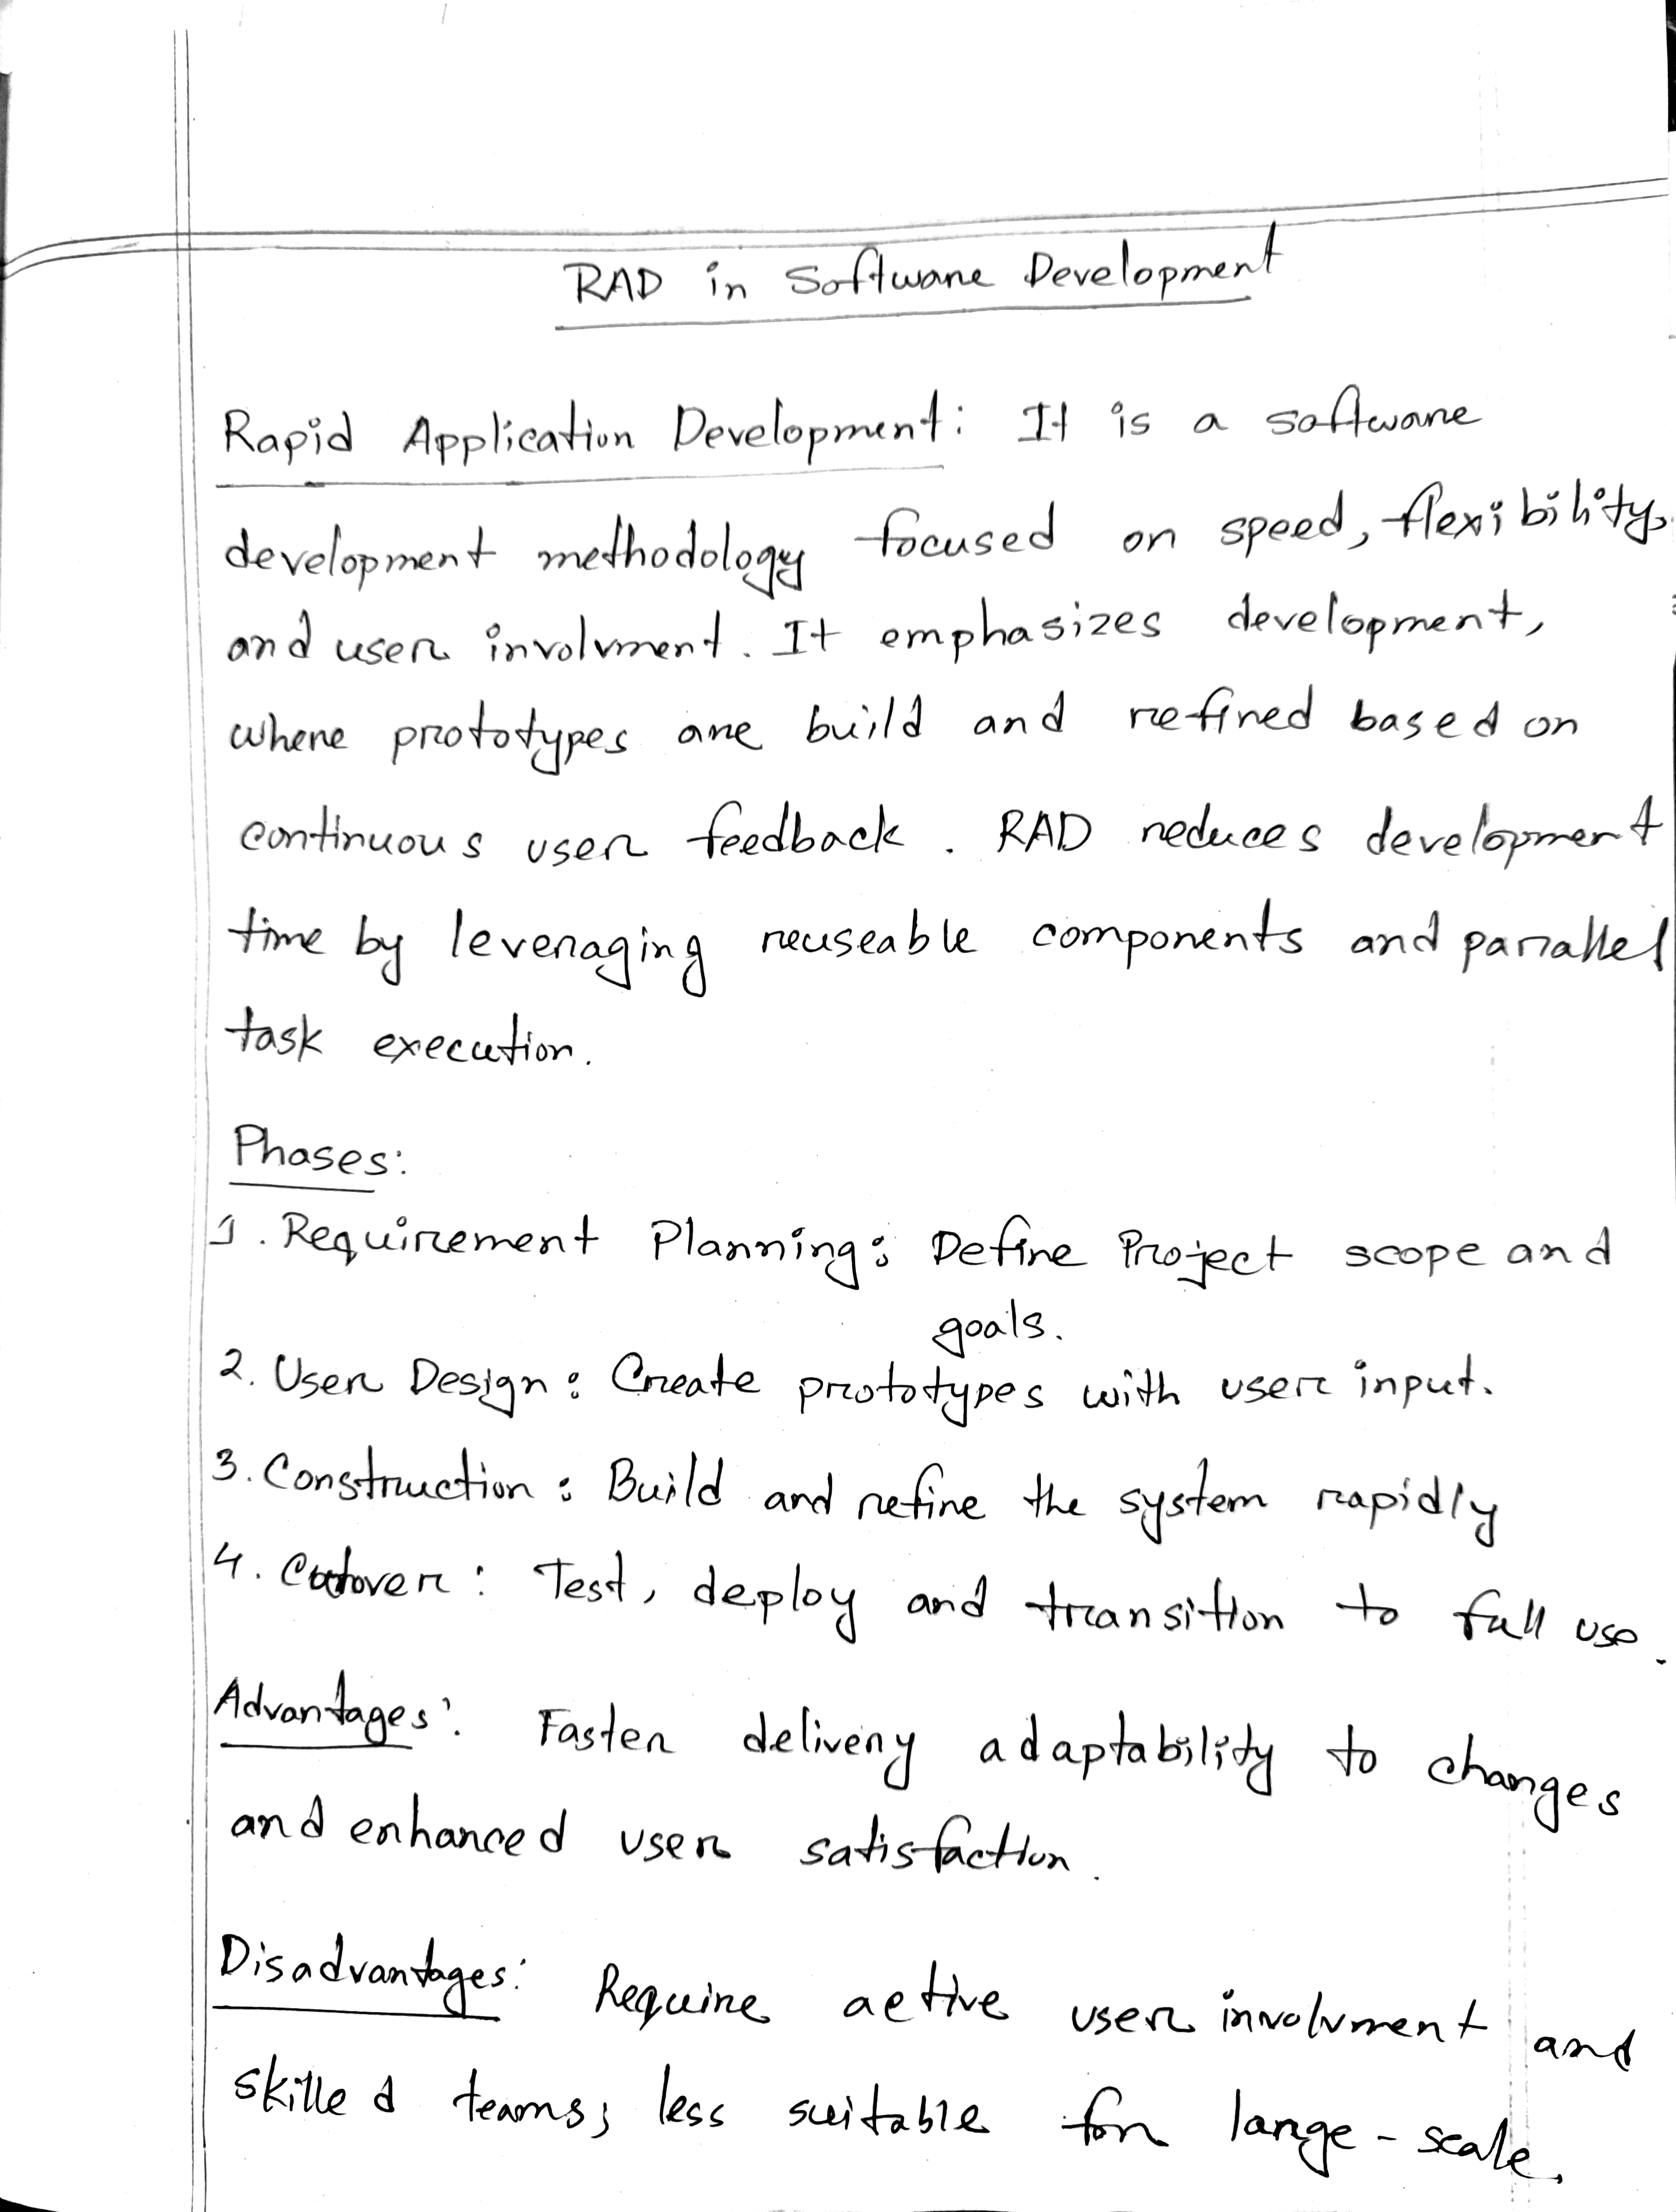 RAD in Software Development
Rapid Application Development: It is a software
development methodology focused on speed, flexibility,
and user involvment. It emphasizes development,
where prototypes are build and refined based on
continuous user feedback. RAD reduces development
time by leveraging reuseable components and parallel
task execution.
Phases:
1. Requirement Planning: Define Project scope and
goals.
2. User Design: Create prototypes with user input.
3. Construction: Build and refine the system rapidly
4. Cutover: Test, deploy and transition to full use.
Advantages: Faster delivery adaptability to changes
and enhanced user satisfaction.
Disadvantages: Require active user involvment and
skilled teams; less suitable for large-scale.